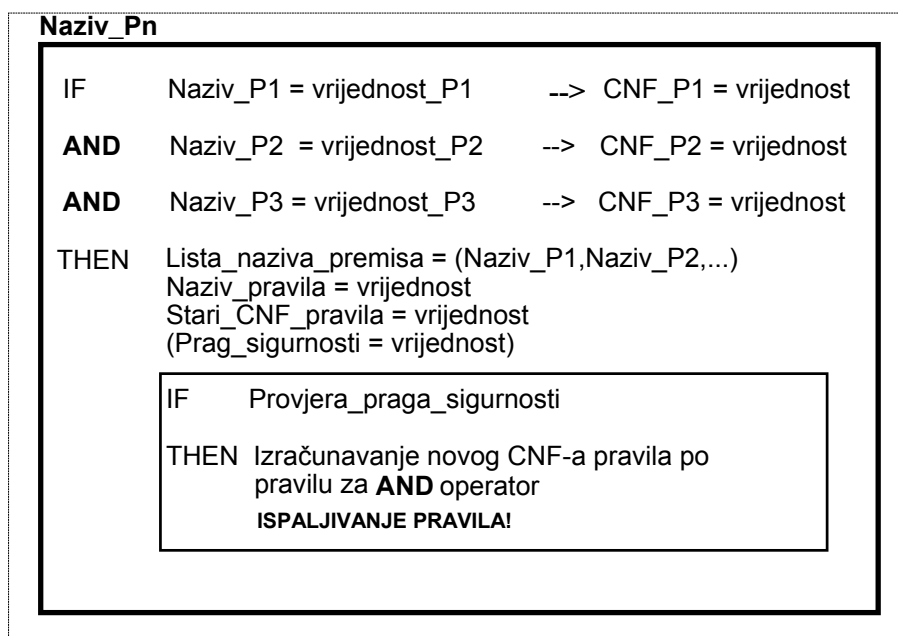 Naziv_Pn
IF Naziv_P1 = vrijednost_P1 --> CNF_P1 = vrijednost
AND Naziv_P2 = vrijednost_P2 --> CNF_P2 = vrijednost
AND Naziv_P3 = vrijednost_P3 --> CNF_P3 = vrijednost
THEN Lista_naziva_premisa = (Naziv_P1,Naziv_P2,...)
Naziv_pravila = vrijednost
Stari_CNF_pravila = vrijednost
(Prag_sigurnosti = vrijednost)
IF Provjera_praga_sigurnosti
THEN Izračunavanje novog CNF-a pravila po
pravilu za AND operator
ISPALJIVANJE PRAVILA!